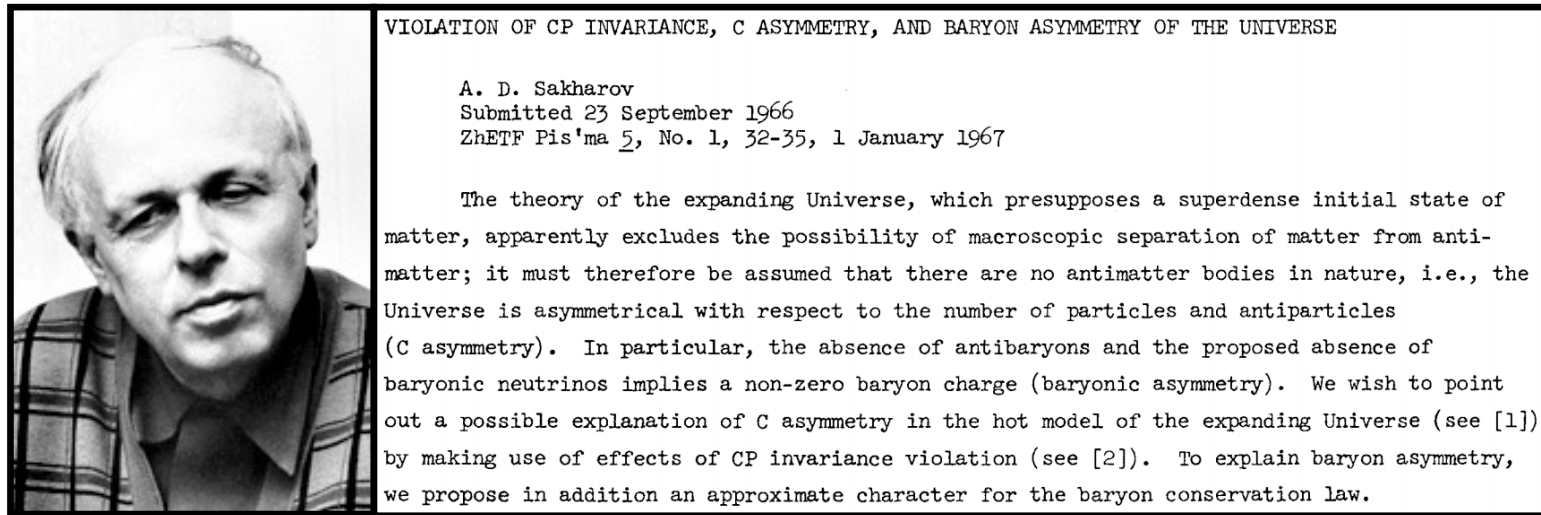 VIOLATION OF CP INVARIANCE, C ASYMMETRY, AND BARYON ASYMMETRY OF THE UNIVERSE
A. D. Sakharov
Submitted 23 September 1966
ZhETF Pis'ma 5, No. 1, 32-35, 1 January 1967
The theory of the expanding Universe, which presupposes a superdense initial state of
matter, apparently excludes the possibility of macroscopic separation of matter from anti-
matter; it must therefore be assumed that there are no antimatter bodies in nature, i.e., the
Universe is asymmetrical with respect to the number of particles and antiparticles
(C asymmetry). In particular, the absence of antibaryons and the proposed absence of
baryonic neutrinos implies a non-zero baryon charge (baryonic asymmetry). We wish to point
out a possible explanation of C asymmetry in the hot model of the expanding Universe (see [1])
by making use of effects of CP invariance violation (see [2]). To explain baryon asymmetry,
we propose in addition an approximate character for the baryon conservation law.